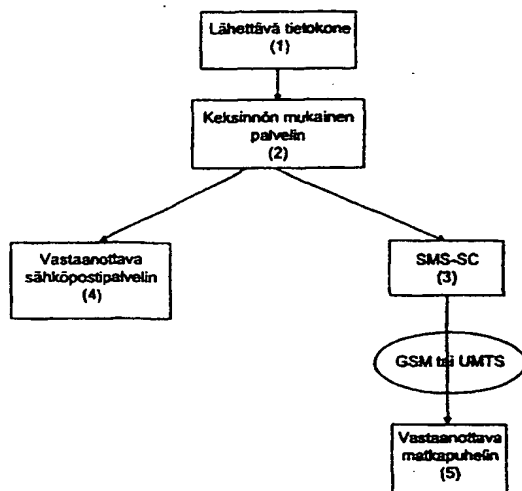 Lähettävä tietokone
(1)
Keksinnön mukainen
palvelin
(2)
Vastaanottava
sähköpostipalvelin
(4)
SMS-SC
(3)
GSM tai UMTS
Vastaanottava
matkapuhelin
(5)